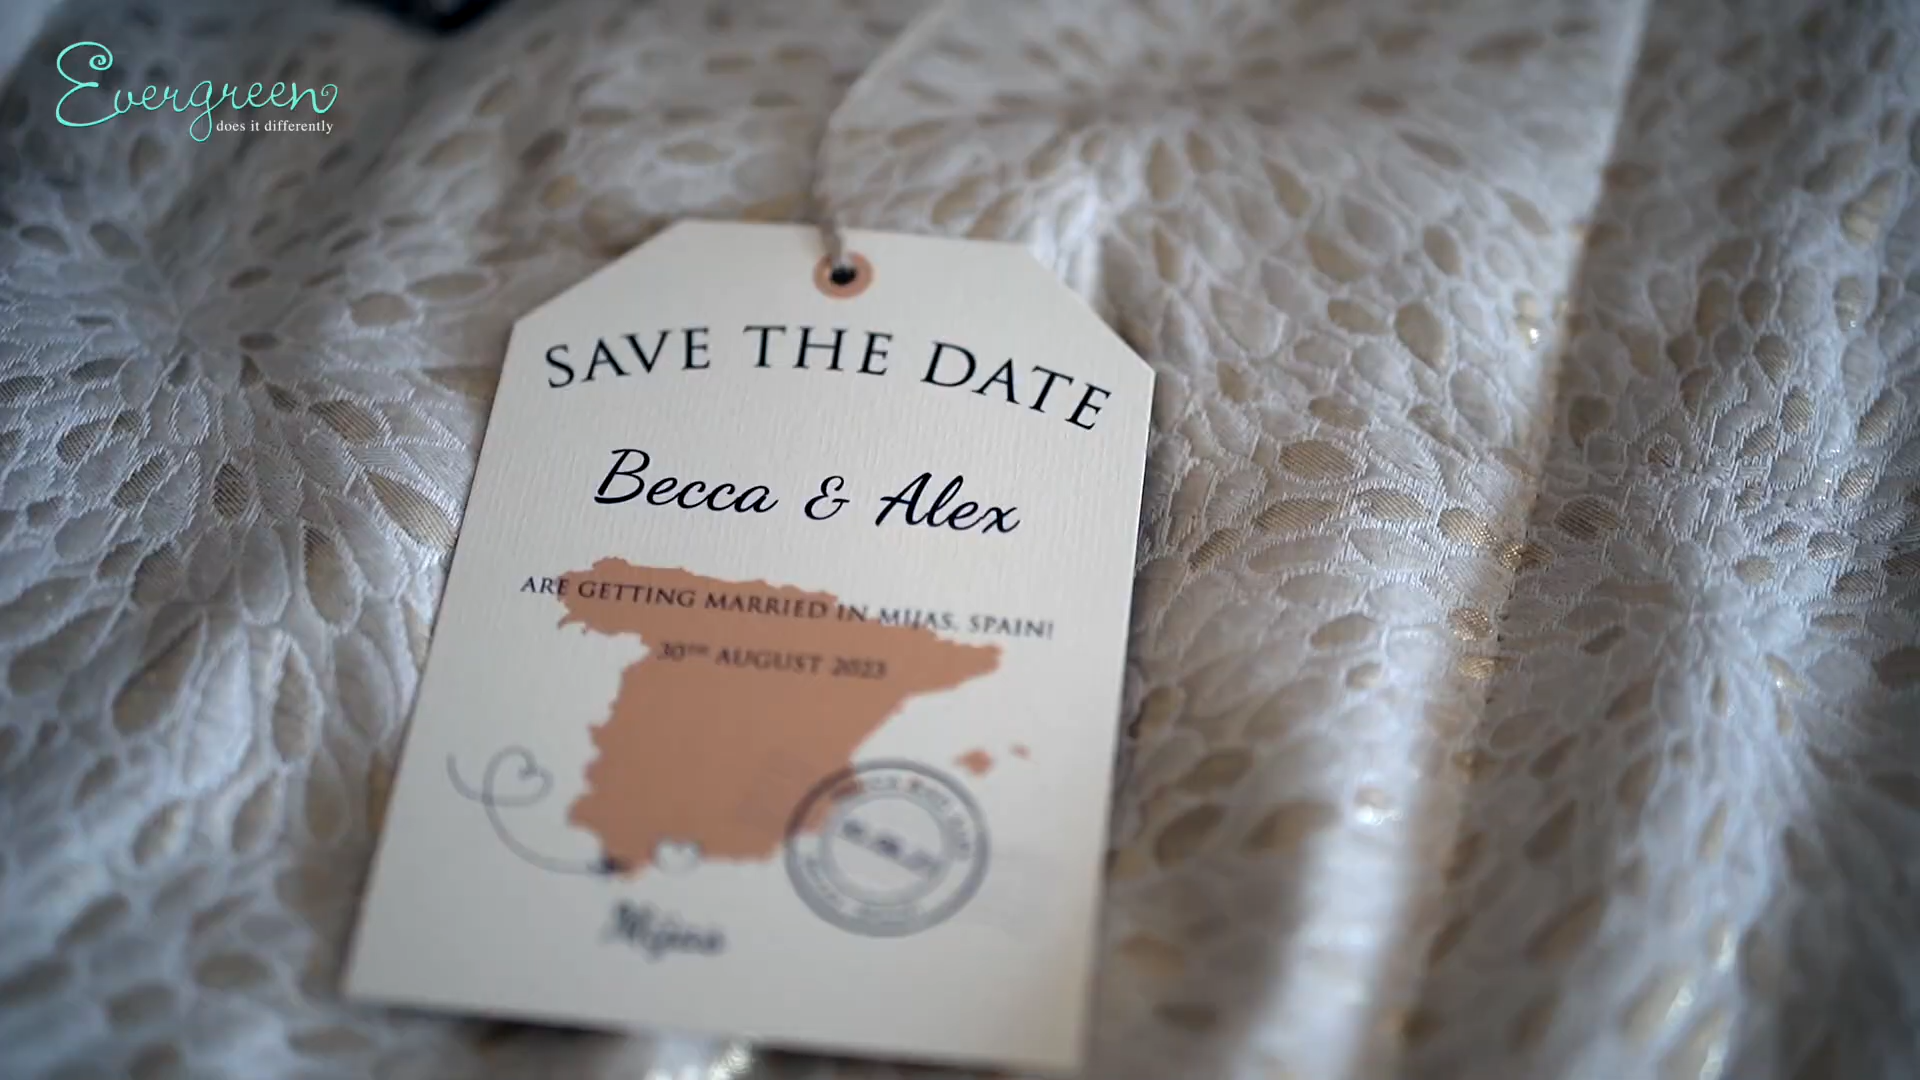 Evergreen
does it differently
SAVE THE DATE
Becca & Alex
ARE GETTING MARRIED IN MIJAS, SPAIN!
30TH AUGUST 2023
Mijas